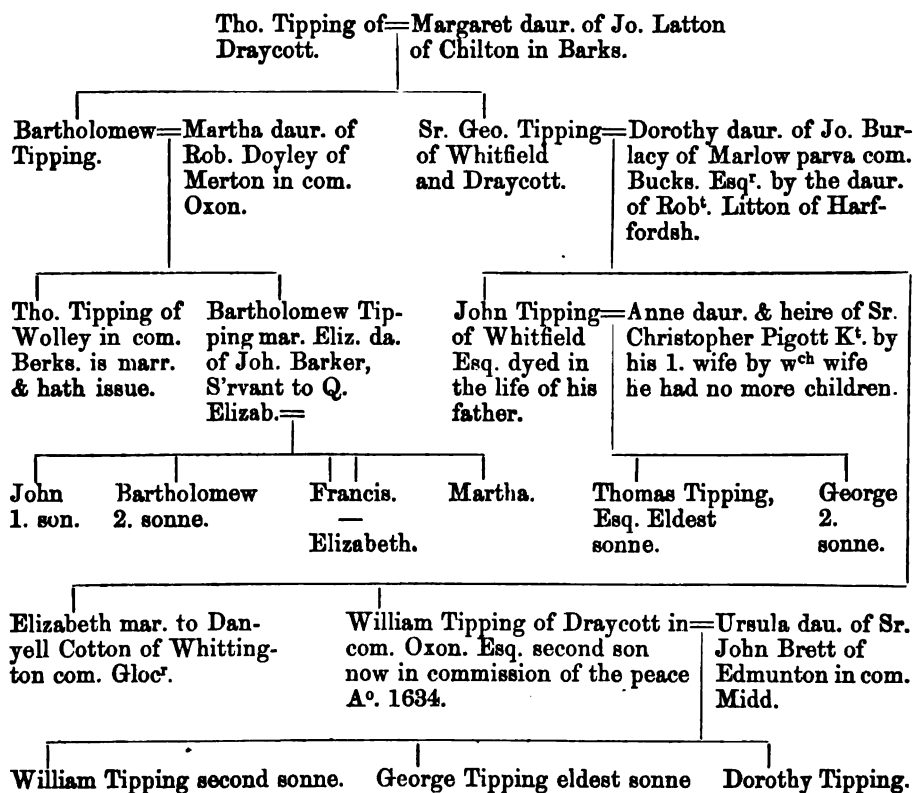 Tho. Tipping of=Margaret daur. of Jo. Latton
Draycott. of Chilton in Barks.
Bartholomew=Martha daur. of
Tipping. Rob. Doyley of
Merton in com.
Oxon.
Sr. Geo. Tipping=Dorothy daur. of Jo. Bur-
of Whitfield lacy of Marlow parva com.
and Draycott. Bucks. Esqr. by the daur.
of Robt. Litton of Harf-
fordsh.
Tho. Tipping of
Wolley in com.
Berks. is marr.
& hath issue.
Bartholomew Tip-
ping mar. Eliz. da.
of Joh. Barker,
S'rvant to Q.
Elizab.=
John Tipping=Anne daur. & heire of Sr.
of Whitfield Christopher Pigott Kt. by
Esq. dyed in his 1. wife by wch wife
the life of his he had no more children.
father.
John
1. son.
Bartholomew
2. sonne.
Francis.
—
Elizabeth.
Martha.
Thomas Tipping,
Esq. Eldest
sonne.
George
2.
sonne.
Elizabeth mar. to Dan-
yell Cotton of Whitting-
ton com. Glocr.
William Tipping of Draycott in=Ursula dau. of Sr.
com. Oxon. Esq. second son John Brett of
now in commission of the peace Edmunton in com.
Ao. 1634. Midd.
William Tipping second sonne. George Tipping eldest sonne Dorothy Tipping.